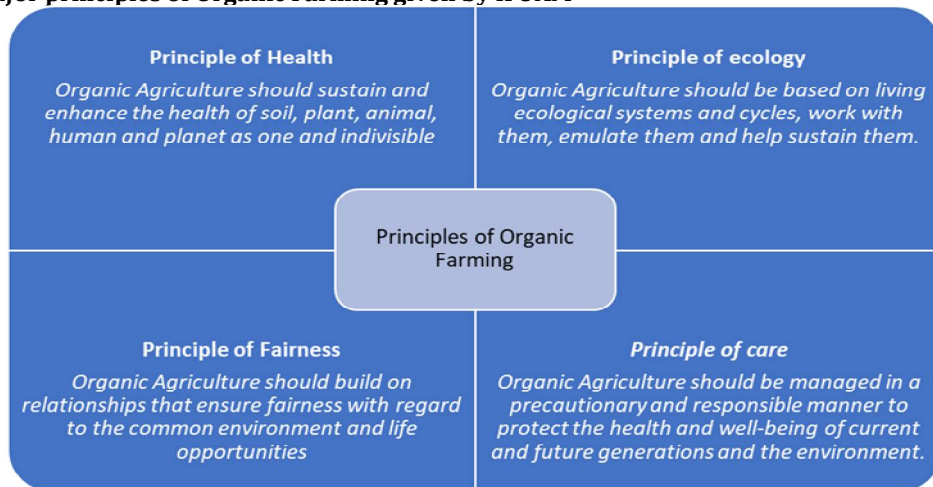 Principle of Health
Organic Agriculture should sustain and
enhance the health of soil, plant, animal,
human and planet as one and indivisible
Principle of ecology
Organic Agriculture should be based on living
ecological systems and cycles, work with
them, emulate them and help sustain them.
Principles of Organic
Farming
Principle of Fairness
Organic Agriculture should build on
relationships that ensure fairness with regard
to the common environment and life
opportunities
Principle of care
Organic Agriculture should be managed in a
precautionary and responsible manner to
protect the health and well-being of current
and future generations and the environment.